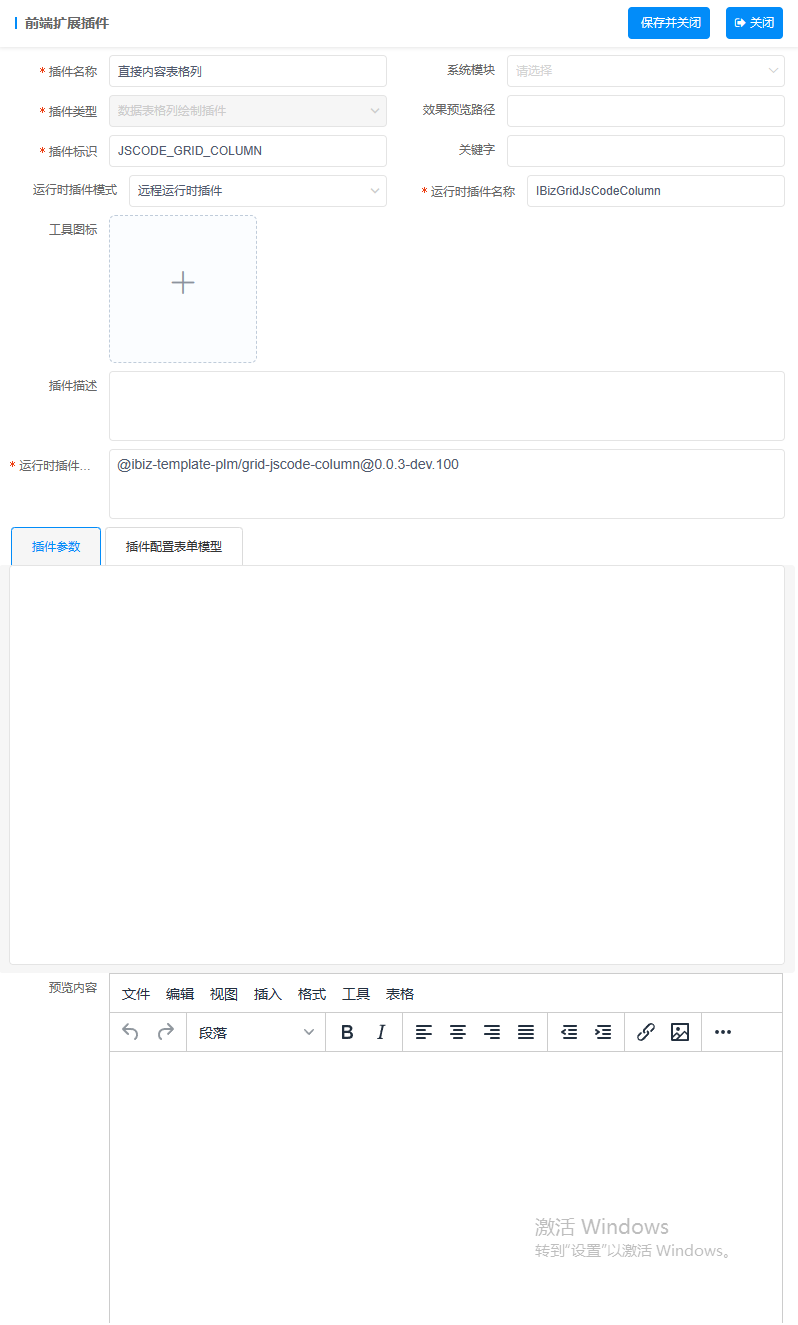 前端扩展插件
保存并关闭
关闭
* 插件名称 直接内容表格列
系统模块 请选择
* 插件类型 数据表格列绘制插件
效果预览路径
* 插件标识 JSCODE_GRID_COLUMN
关键字
运行时插件模式 远程运行时插件
* 运行时插件名称 IBizGridJsCodeColumn
工具图标
插件描述
* 运行时插件... @ibiz-template-plm/grid-jscode-column@0.0.3-dev.100
插件参数 插件配置表单模型
预览内容
文件 编辑 视图 插入 格式 工具 表格
段落 B I
激活 Windows
转到“设置”以激活 Windows。